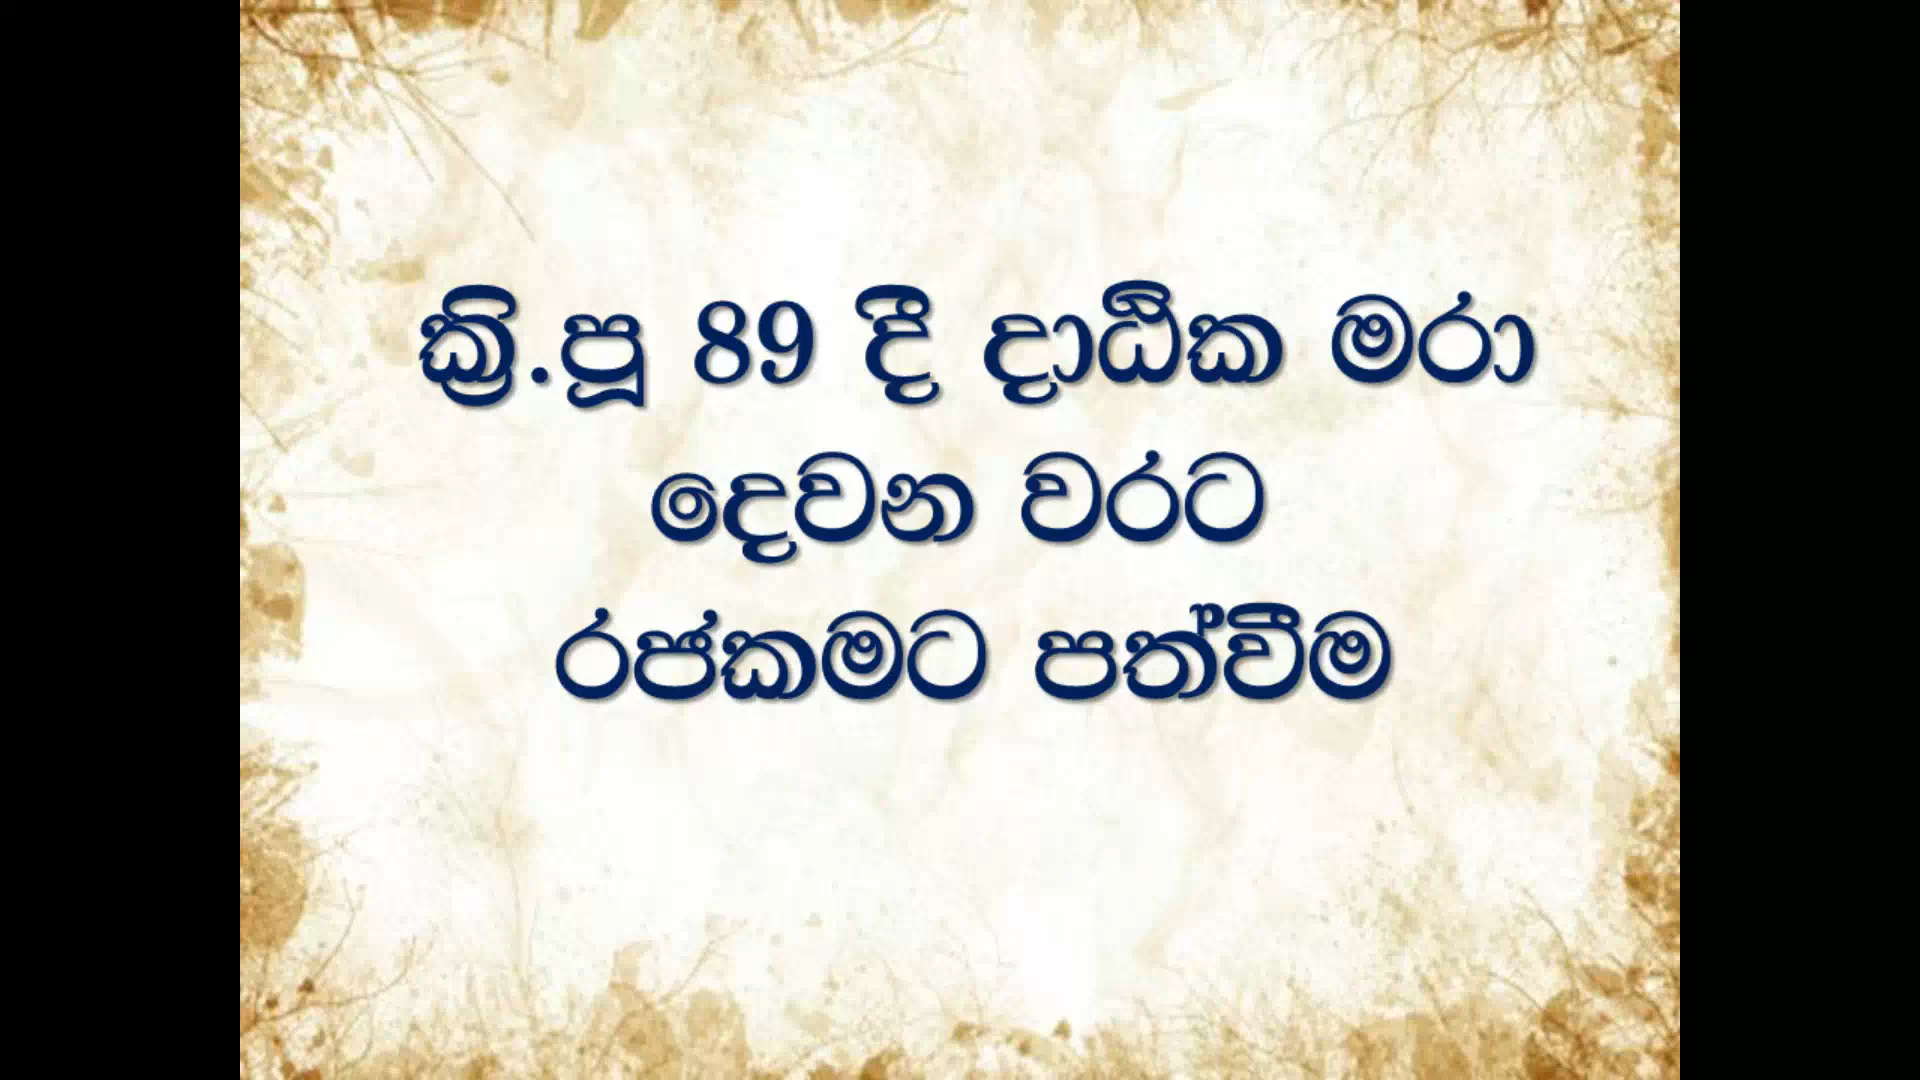 ක්‍රි.පූ 89 දී දාඨික මරා
දෙවන වරට
රජකමට පත්වීම